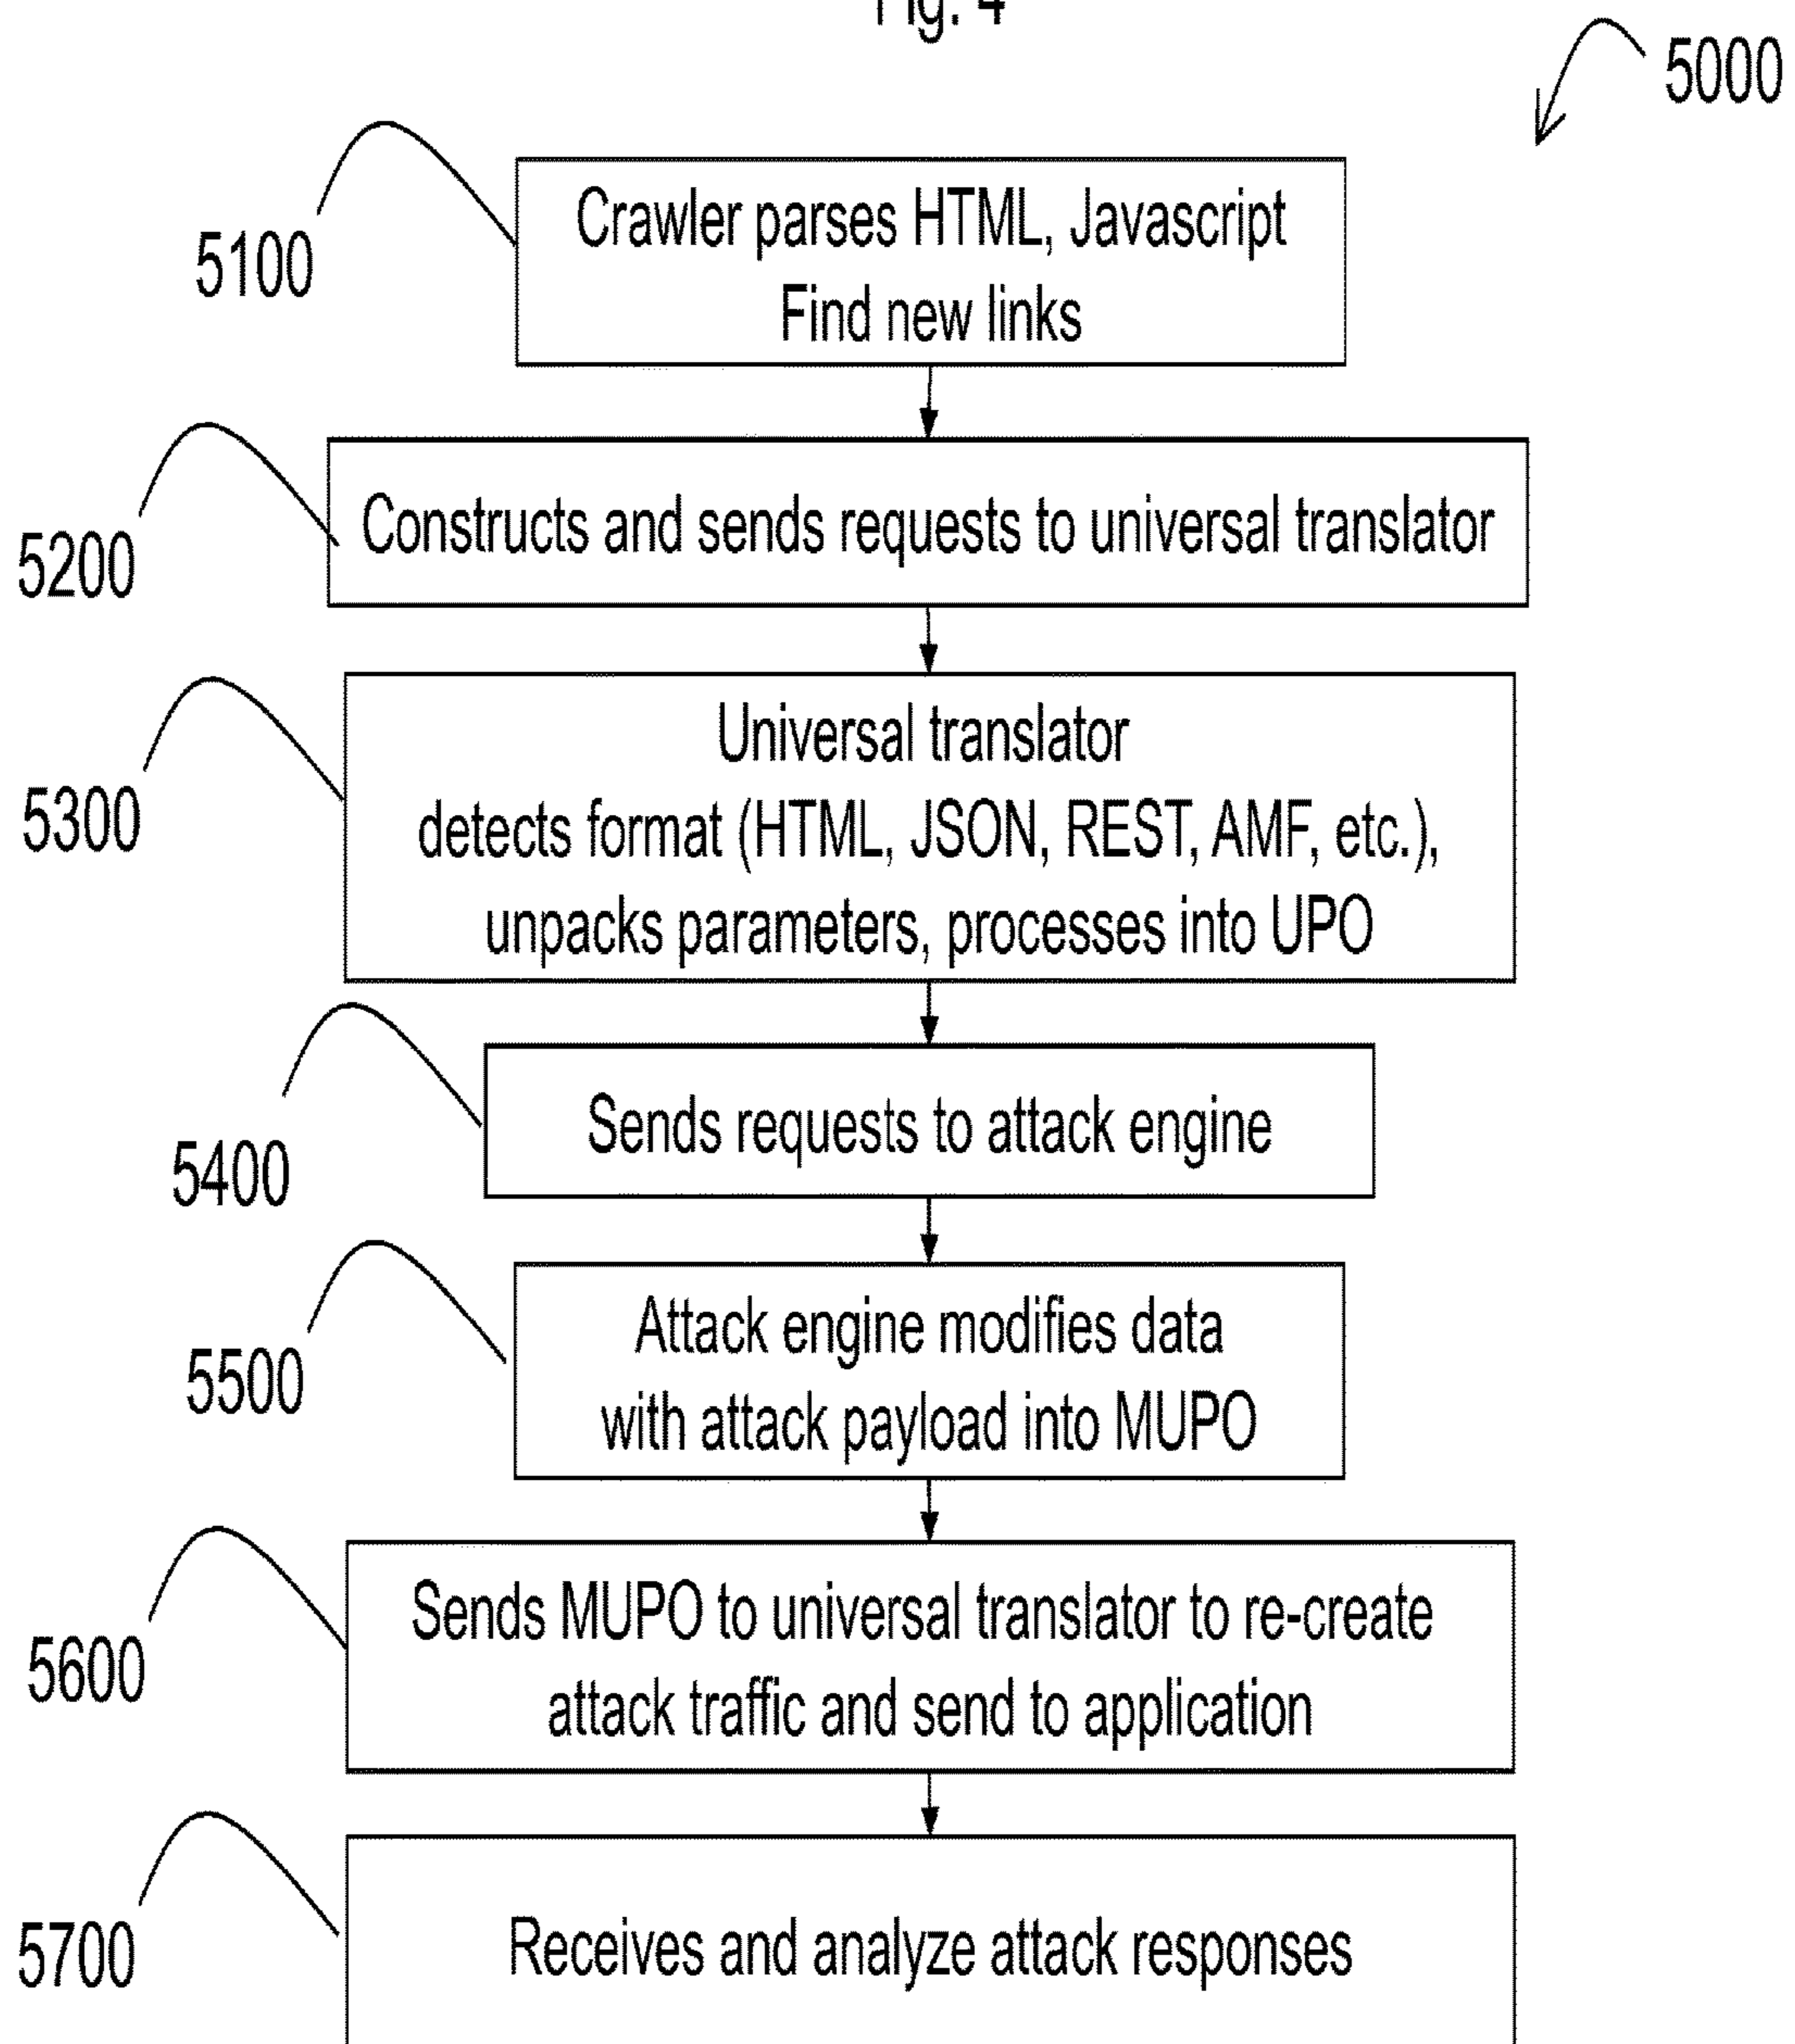 Fig. 4
5000
5100
Crawler parses HTML, Javascript
Find new links
5200
Constructs and sends requests to universal translator
5300
Universal translator
detects format (HTML, JSON, REST, AMF, etc.),
unpacks parameters, processes into UPO
5400
Sends requests to attack engine
5500
Attack engine modifies data
with attack payload into MUPO
5600
Sends MUPO to universal translator to re-create
attack traffic and send to application
5700
Receives and analyze attack responses